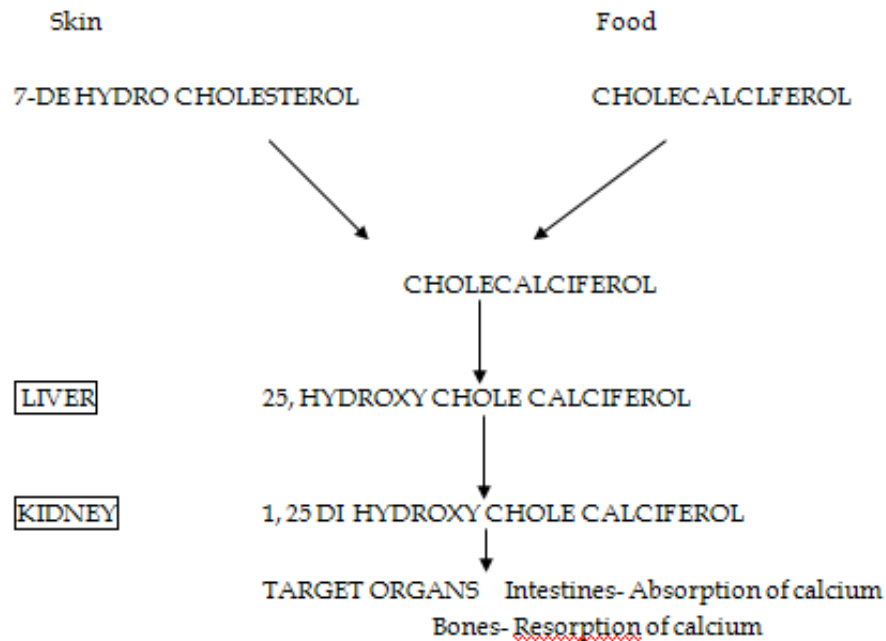 Skin Food
7-DE HYDRO CHOLESTEROL CHOLECALCLFEROL
CHOLECALCIFEROL
LIVER 25, HYDROXY CHOLE CALCIFEROL
KIDNEY 1, 25 DI HYDROXY CHOLE CALCIFEROL
TARGET ORGANS Intestines- Absorption of calcium
Bones- Resorption of calcium